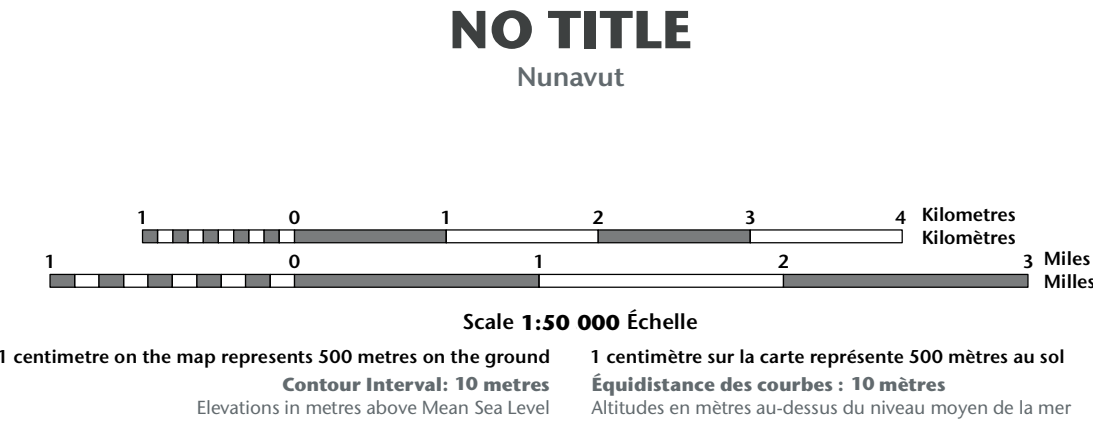 NO TITLE
Nunavut
1 0 1 2 3 4 Kilometres
Kilomètres
1 0 1 2 3 Miles
Milles
Scale 1:50 000 Échelle
1 centimetre on the map represents 500 metres on the ground
Contour Interval: 10 metres
Elevations in metres above Mean Sea Level
1 centimètre sur la carte représente 500 mètres au sol
Équidistance des courbes : 10 mètres
Altitudes en mètres au-dessus du niveau moyen de la mer